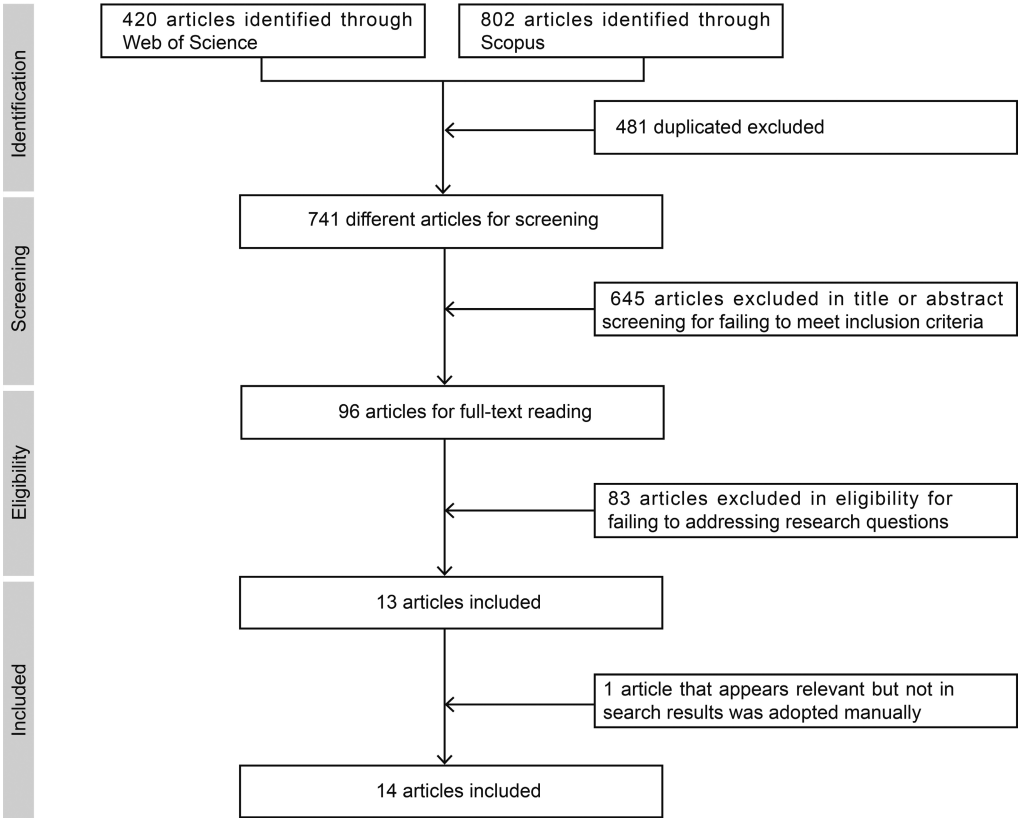 420 articles identified through
Web of Science
802 articles identified through
Scopus
Identification
481 duplicated excluded
741 different articles for screening
Screening
645 articles excluded in title or abstract
screening for failing to meet inclusion criteria
96 articles for full-text reading
Eligibility
83 articles excluded in eligibility for
failing to addressing research questions
13 articles included
Included
1 article that appears relevant but not in
search results was adopted manually
14 articles included